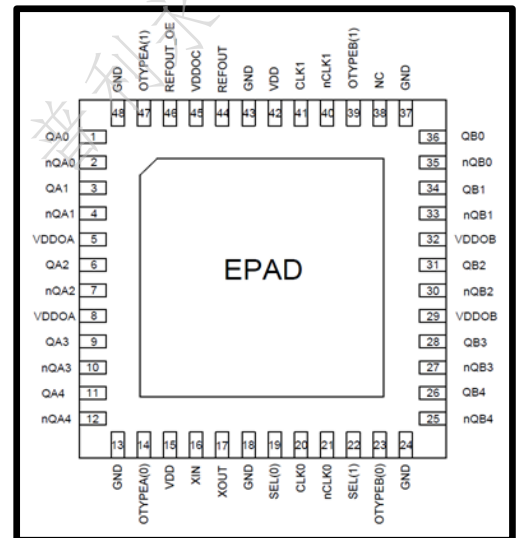 GND
OTYPEA(1)
REFOUT_OE
VDDOC
REFOUT
GND
VDD
CLK1
nCLK1
OTYPEB(1)
NC
GND
48 47 46 45 44 43 42 41 40 39 38 37
QA0 1
nQA0 2
QA1 3
nQA1 4
VDDOA 5
QA2 6
nQA2 7
VDDOA 8
QA3 9
nQA3 10
QA4 11
nQA4 12
EPAD
36 QB0
35 nQB0
34 QB1
33 nQB1
32 VDDOB
31 QB2
30 nQB2
29 VDDOB
28 QB3
27 nQB3
26 QB4
25 nQB4
13 14 15 16 17 18 19 20 21 22 23 24
GND
OTYPEA(0)
VDD
XIN
XOUT
GND
SEL(0)
CLK0
nCLK0
SEL(1)
OTYPEB(0)
GND